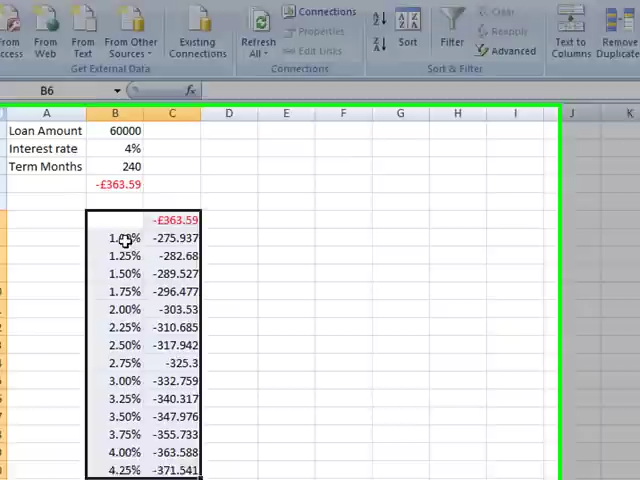 From Access
From Web
From Text
From Other Sources
Existing Connections
Refresh All
Connections
Properties
Edit Links
Sort
Filter
Clear
Reapply
Advanced
Text to Columns
Remove Duplicate
Get External Data
Connections
Sort & Filter
B6
fx
A B C D E F G H I J K
Loan Amount 60000
Interest rate 4%
Term Months 240
-£363.59
-£363.59
-275.937
1.25% -282.68
1.50% -289.527
1.75% -296.477
2.00% -303.53
2.25% -310.685
2.50% -317.942
2.75% -325.3
3.00% -332.759
3.25% -340.317
3.50% -347.976
3.75% -355.733
4.00% -363.588
4.25% -371.541